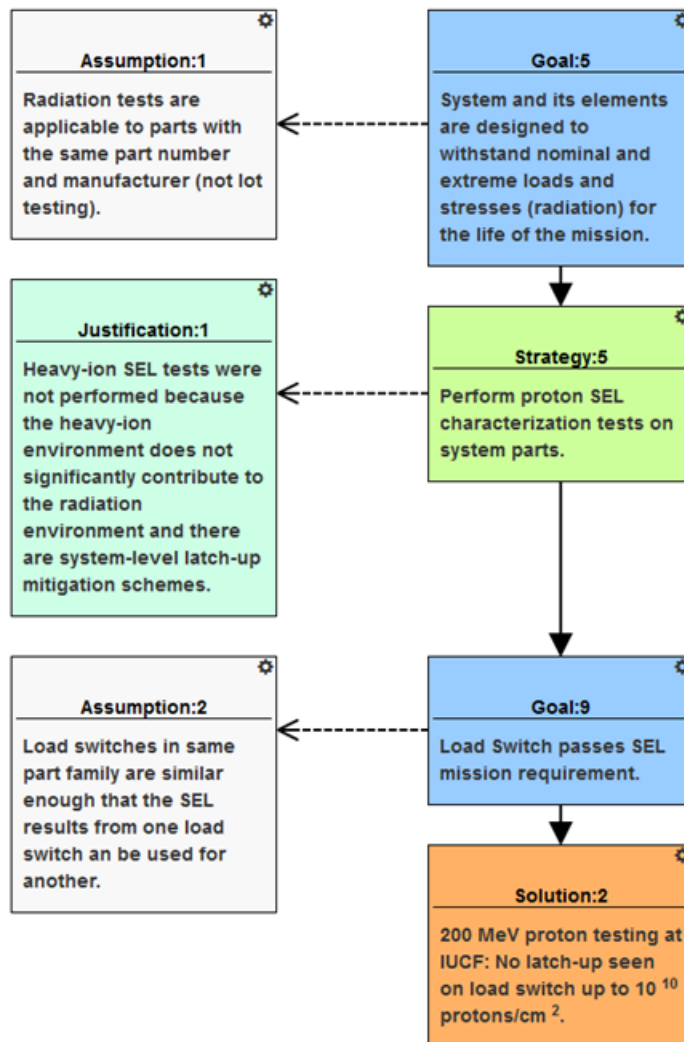 Assumption:1
Radiation tests are
applicable to parts with
the same part number
and manufacturer (not lot
testing).
Goal:5
System and its elements
are designed to
withstand nominal and
extreme loads and
stresses (radiation) for
the life of the mission.
Justification:1
Heavy-ion SEL tests were
not performed because
the heavy-ion
environment does not
significantly contribute to
the radiation
environment and there
are system-level latch-up
mitigation schemes.
Strategy:5
Perform proton SEL
characterization tests on
system parts.
Assumption:2
Load switches in same
part family are similar
enough that the SEL
results from one load
switch an be used for
another.
Goal:9
Load Switch passes SEL
mission requirement.
Solution:2
200 MeV proton testing at
IUCF: No latch-up seen
on load switch up to 10 ¹⁰
protons/cm ².